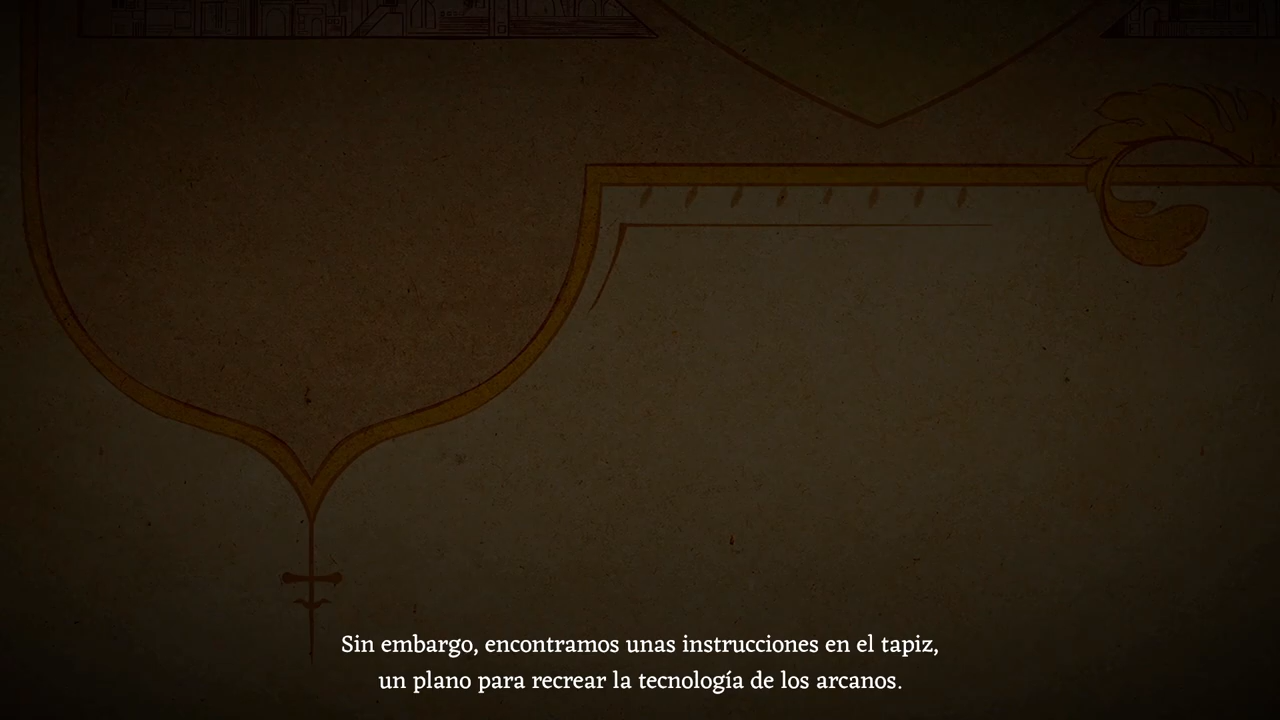 Sin embargo, encontramos unas instrucciones en el tapiz,
un plano para recrear la tecnología de los arcanos.